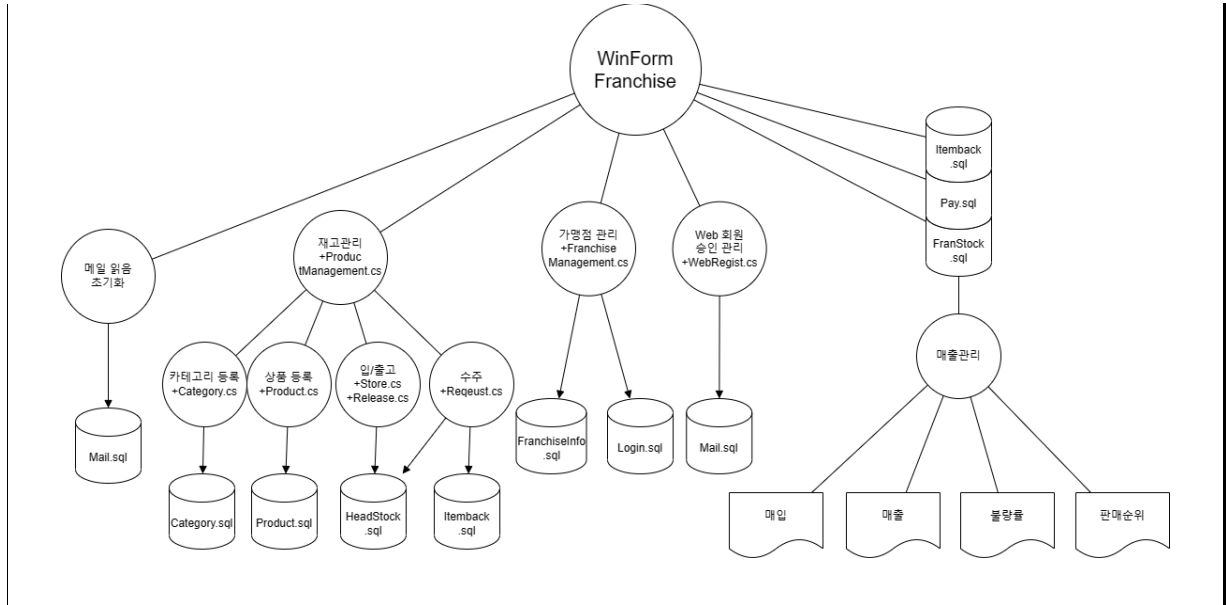 WinForm
Franchise
Itemback
.sql
Pay.sql
FranStock
.sql
메일 읽음
초기화
재고관리
+Produc
tManagement.cs
가맹점 관리
+Franchise
Management.cs
Web 회원
승인 관리
+WebRegist.cs
매출관리
카테고리 등록
+Category.cs
상품 등록
+Product.cs
입/출고
+Store.cs
+Release.cs
수주
+Reqeust.cs
Mail.sql
FranchiseInfo
.sql
Login.sql
Mail.sql
Category.sql
Product.sql
HeadStock
.sql
Itemback
.sql
매입
매출
불량률
판매순위